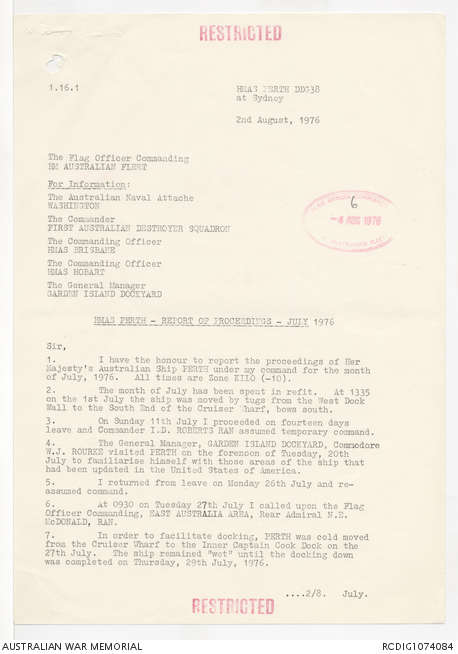 RESTRICTED
1.16.1
HMAS PERTH DDG38
at Sydney
2nd August, 1976
The Flag Officer Commanding
HM AUSTRALIAN FLEET
For Information:
The Australian Naval Attache
WASHINGTON
The Commander
FIRST AUSTRALIAN DESTROYER SQUADRON
The Commanding Officer
HMAS BRISBANE
The Commanding Officer
HMAS HOBART
The General Manager
GARDEN ISLAND DOCKYARD
6
-4 AUG 1976
HMAS PERTH - REPORT OF PROCEEDINGS - JULY 1976
Sir,
1. I have the honour to report the proceedings of Her
Majesty's Australian Ship PERTH under my command for the month
of July, 1976. All times are Zone KILO (-10).
2. The month of July has been spent in refit. At 1335
on the 1st July the ship was moved by tugs from the West Dock
Wall to the South End of the Cruiser Wharf, bows south.
3. On Sunday 11th July I proceeded on fourteen days
leave and Commander I.D. ROBERTS RAN assumed temporary command.
4. The General Manager, GARDEN ISLAND DOCKYARD, Commodore
W.J. ROURKE visited PERTH on the forenoon of Tuesday, 20th
July to familiarise himself with those areas of the ship that
had been updated in the United States of America.
5. I returned from leave on Monday 26th July and re-
assumed command.
6. At 0930 on Tuesday 27th July I called upon the Flag
Officer Commanding, EAST AUSTRALIA AREA, Rear Admiral N.E.
McDONALD, RAN.
7. In order to facilitate docking, PERTH was cold moved
from the Cruiser Wharf to the Inner Captain Cook Dock on the
27th July. The ship remained "wet" until the docking down
was completed on Thursday, 29th July, 1976.
....2/8. July.
RESTRICTED
AUSTRALIAN WAR MEMORIAL
RCDIG1074084